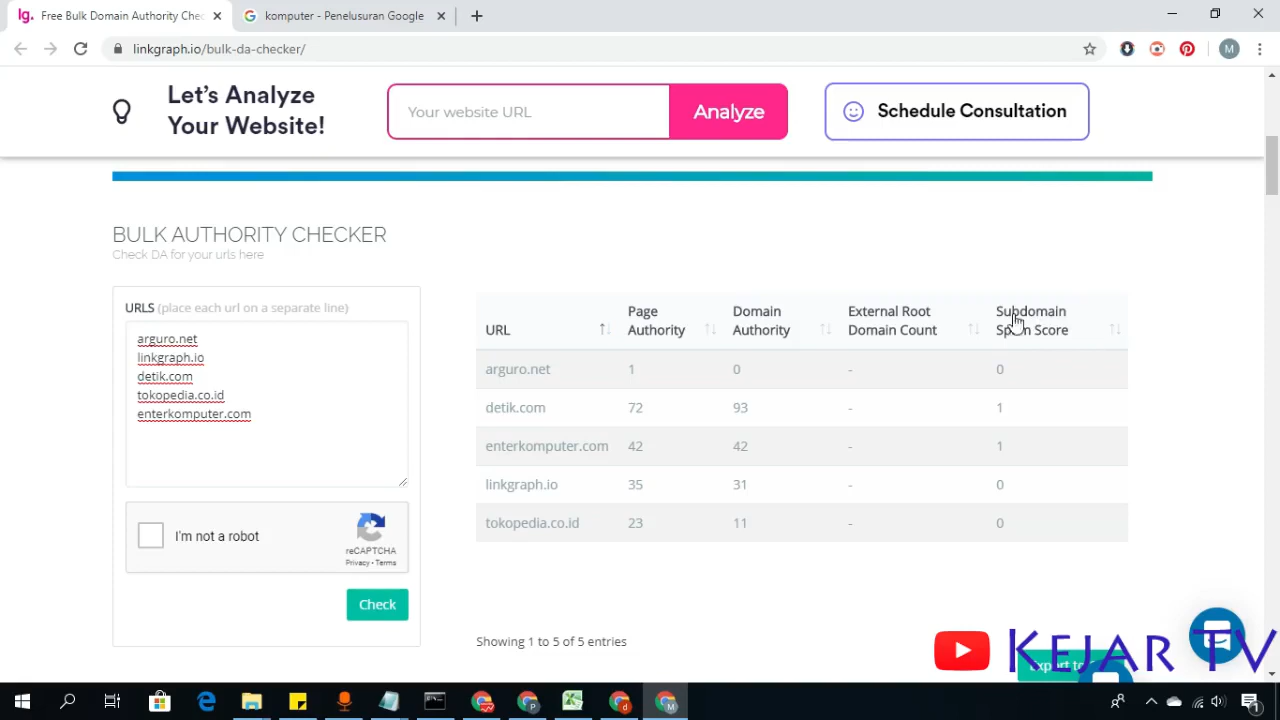 lg. Free Bulk Domain Authority Chec
G komputer - Penelusuran Google
linkgraph.io/bulk-da-checker/
M
Let's Analyze
Your Website!
Your website URL
Analyze
Schedule Consultation
BULK AUTHORITY CHECKER
Check DA for your urls here
URLS (place each url on a separate line)
arguro.net
linkgraph.io
detik.com
tokopedia.co.id
enterkomputer.com
I'm not a robot
reCAPTCHA
Privacy • Terms
Check
URL Page Authority Domain Authority External Root Domain Count Subdomain Spam Score
arguro.net 1 0 - 0
detik.com 72 93 - 1
enterkomputer.com 42 42 - 1
linkgraph.io 35 31 - 0
tokopedia.co.id 23 11 - 0
Showing 1 to 5 of 5 entries
Export to
KEJAR TV